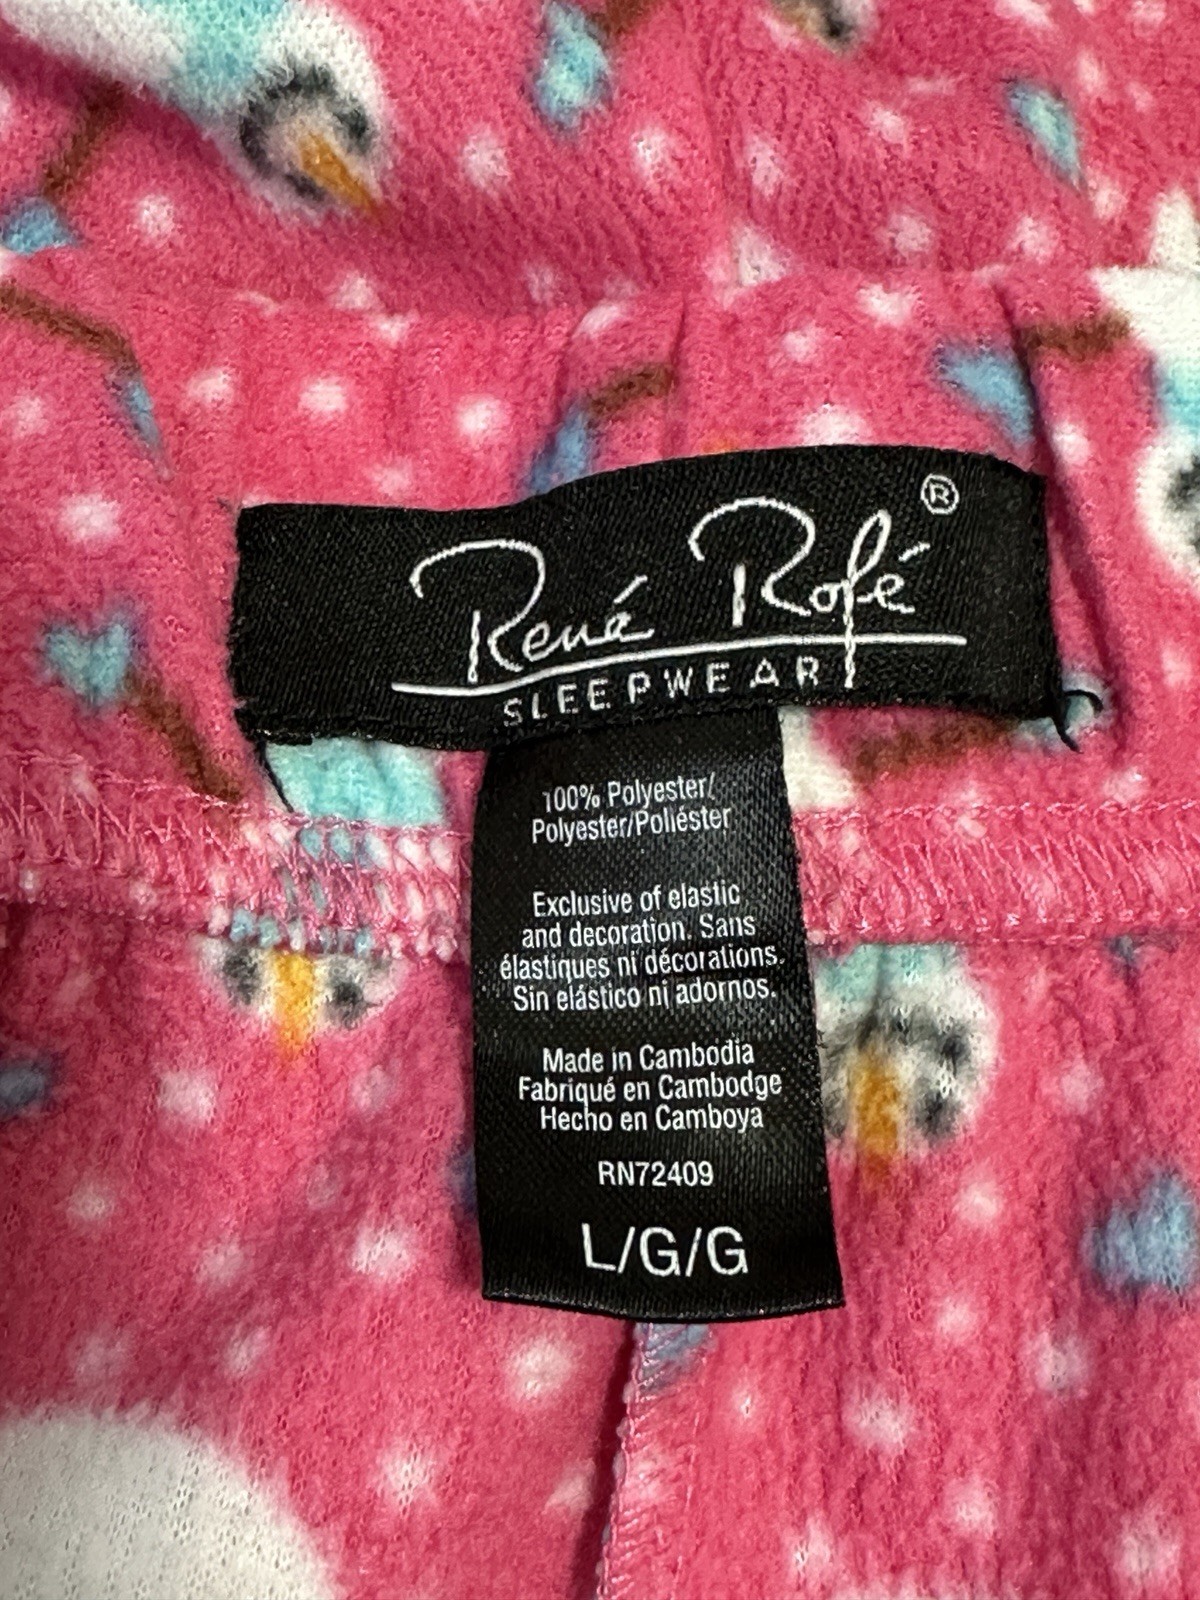 René Rofé ®
SLEEPWEAR
100% Polyester/
Polyester/Poliéster
Exclusive of elastic
and decoration. Sans
élastiques ni décorations.
Sin elástico ni adornos.
Made in Cambodia
Fabriqué en Cambodge
Hecho en Camboya
RN72409
L/G/G